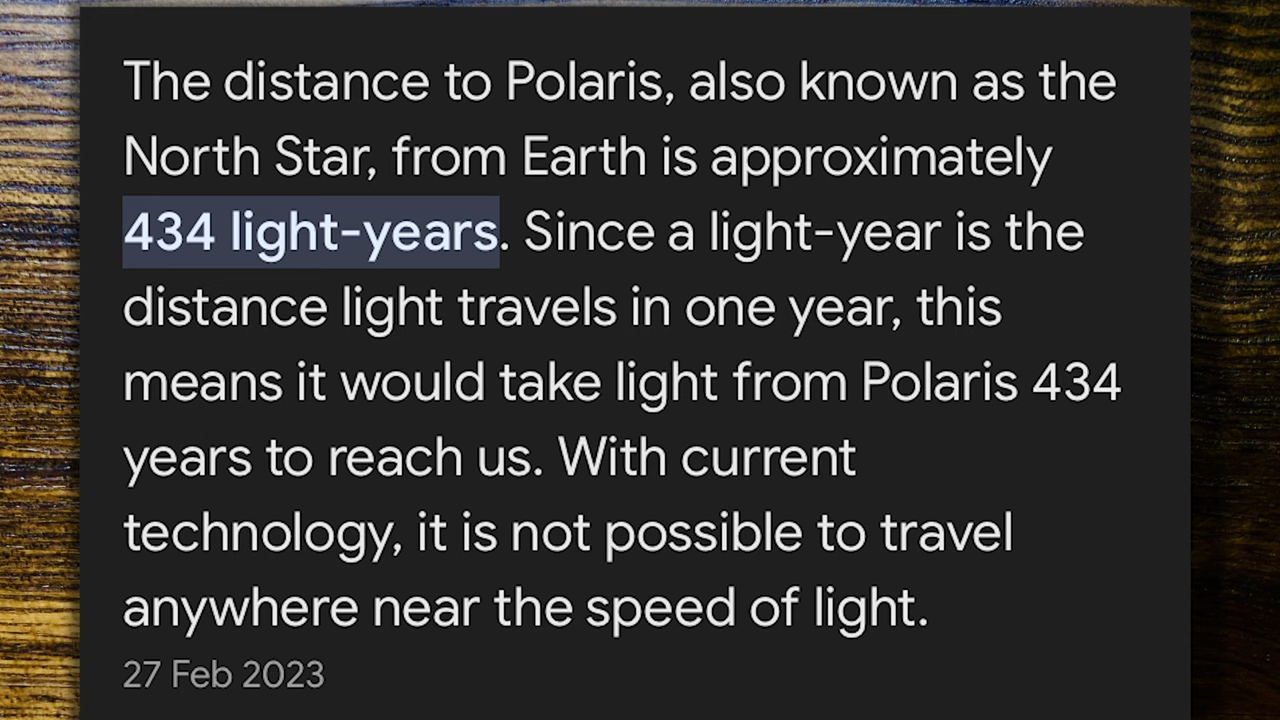 The distance to Polaris, also known as the
North Star, from Earth is approximately
434 light-years. Since a light-year is the
distance light travels in one year, this
means it would take light from Polaris 434
years to reach us. With current
technology, it is not possible to travel
anywhere near the speed of light.
27 Feb 2023